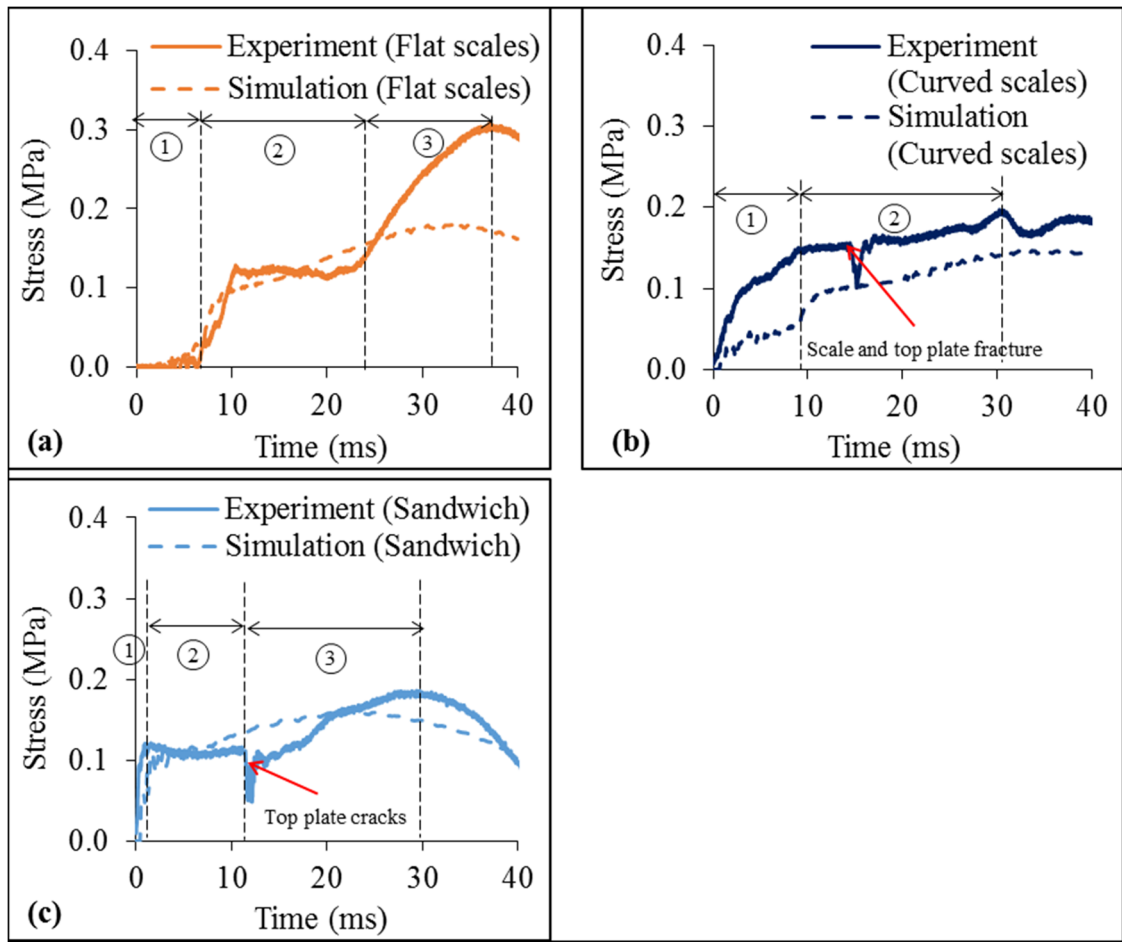 Experiment (Flat scales)
Simulation (Flat scales)
0.4
0.3
0.2
0.1
0.0
Stress (MPa)
① ② ③
0 10 20 30 40
Time (ms)
(a)
Experiment
(Curved scales)
Simulation
(Curved scales)
0.4
0.3
0.2
0.1
0.0
Stress (MPa)
① ②
Scale and top plate fracture
0 10 20 30 40
Time (ms)
(b)
Experiment (Sandwich)
Simulation (Sandwich)
0.4
0.3
0.2
0.1
0.0
Stress (MPa)
① ② ③
Top plate cracks
0 10 20 30 40
Time (ms)
(c)